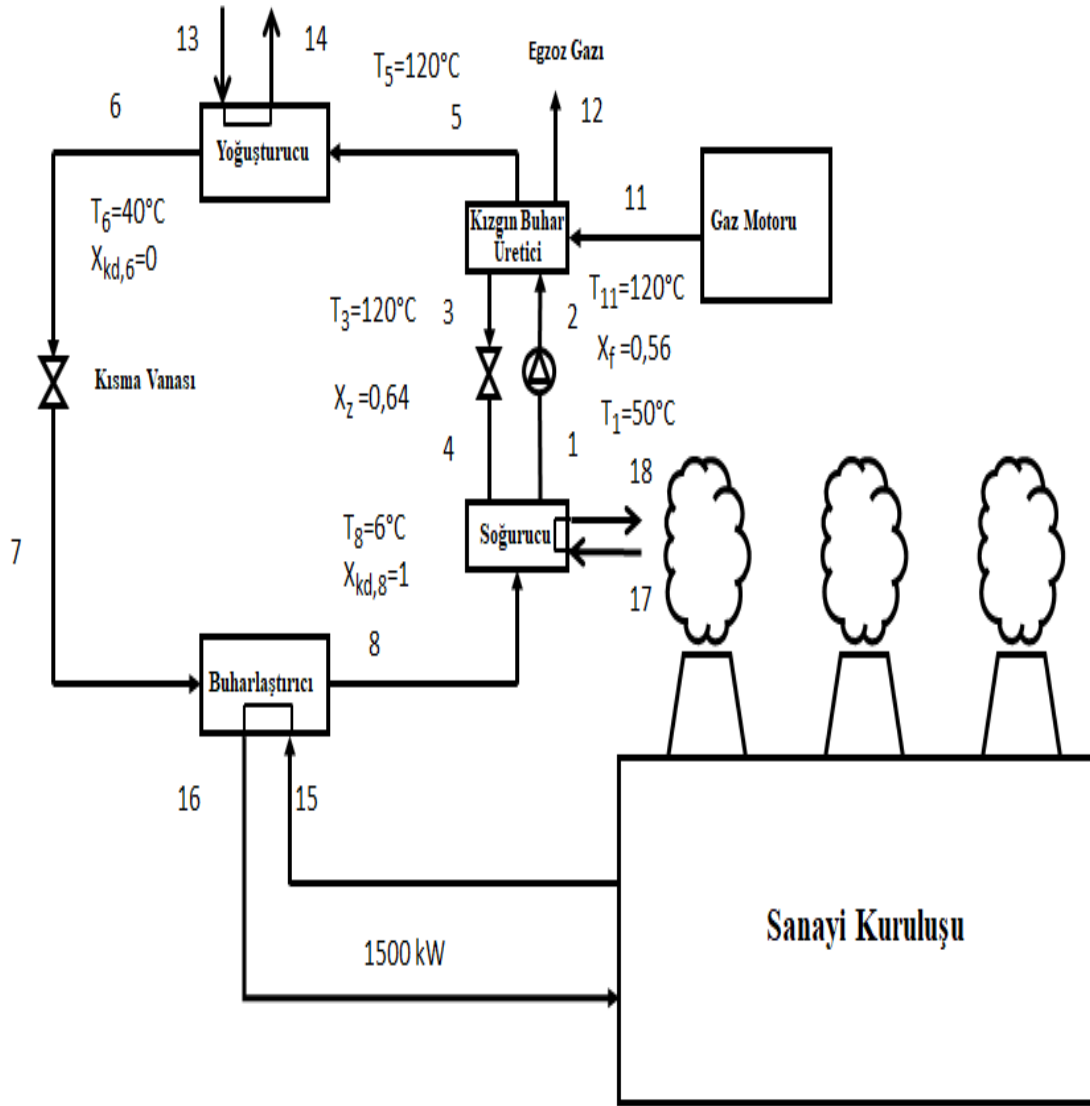 13
14
Egzoz Gazı
T5=120°C
6
5
12
Yoğuşturucu
11
Gaz Motoru
Kızgın Buhar
Üretici
T6=40°C
Xkd,6=0
T3=120°C
3
2
T11=120°C
Xf =0,56
Kısma Vanası
Xz =0,64
T1=50°C
4
1
18
T8=6°C
Xkd,8=1
Soğurucu
7
17
8
Buharlaştırıcı
16
15
Sanayi Kuruluşu
1500 kW